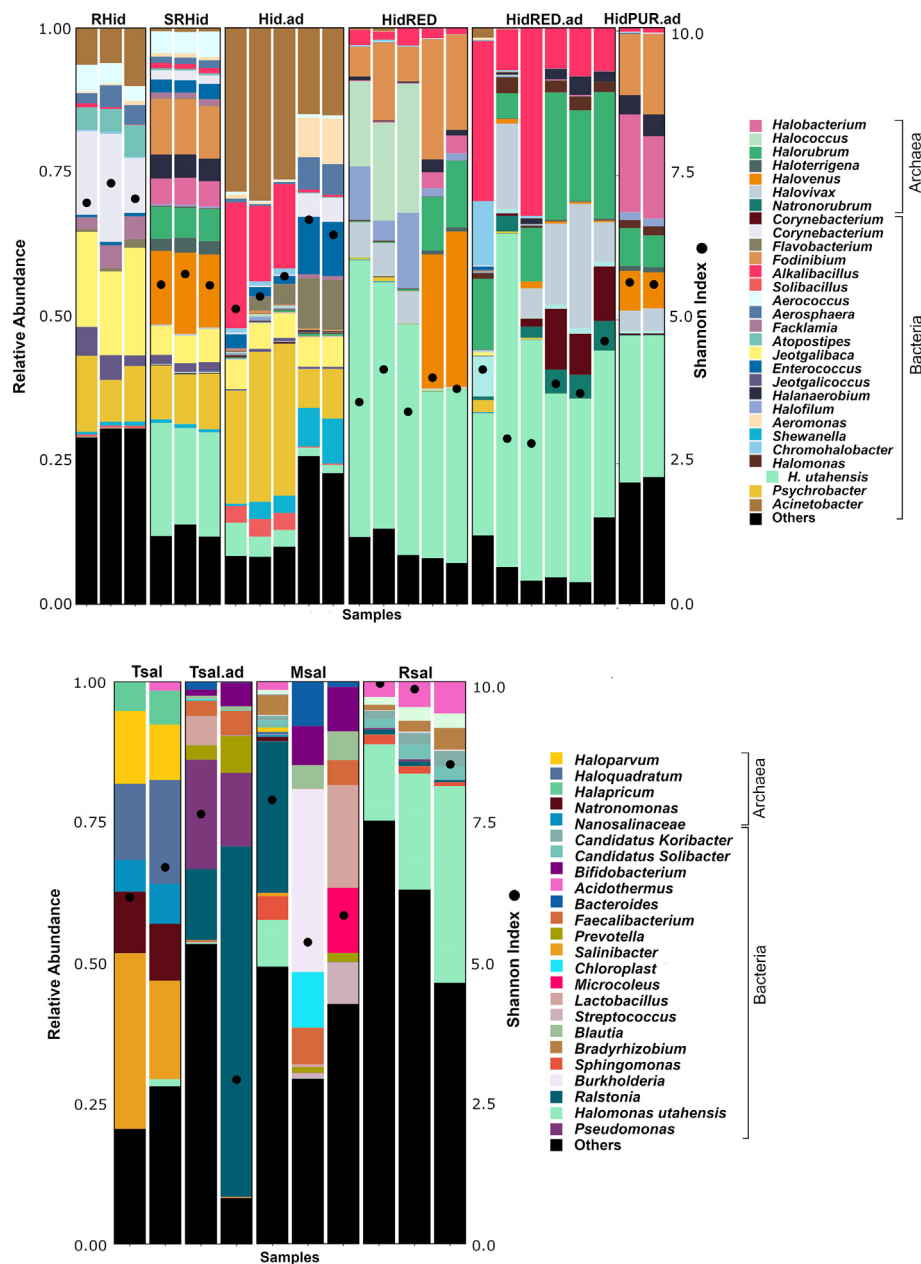 RHid SRHid Hid.ad HidRED HidRED.ad HidPUR.ad
1.00
0.75
0.50
0.25
0.00
Relative Abundance
Samples
10.0
7.5
5.0
2.5
0.0
Shannon Index
Halobacterium
Halococcus
Halorubrum
Haloterrigena
Halovenus
Halovivax
Natronorubrum
Corynebacterium
Corynebacterium
Flavobacterium
Fodinibium
Alkalibacillus
Solibacillus
Aerococcus
Aerosphaera
Facklamia
Atopostipes
Jeotgalibaca
Enterococcus
Jeotgalicoccus
Halanaerobium
Halofilum
Aeromonas
Shewanella
Chromohalobacter
Halomonas
H. utahensis
Psychrobacter
Acinetobacter
Others
Archaea
Bacteria
Tsal Tsal.ad Msal Rsal
1.00
0.75
0.50
0.25
0.00
Relative Abundance
Samples
10.0
7.5
5.0
2.5
0.0
Shannon Index
Haloparvum
Haloquadratum
Halapricum
Natronomonas
Nanosalinaceae
Candidatus Koribacter
Candidatus Solibacter
Bifidobacterium
Acidothermus
Bacteroides
Faecalibacterium
Prevotella
Salinibacter
Chloroplast
Microcoleus
Lactobacillus
Streptococcus
Blautia
Bradyrhizobium
Sphingomonas
Burkholderia
Ralstonia
Halomonas utahensis
Pseudomonas
Others
Archaea
Bacteria